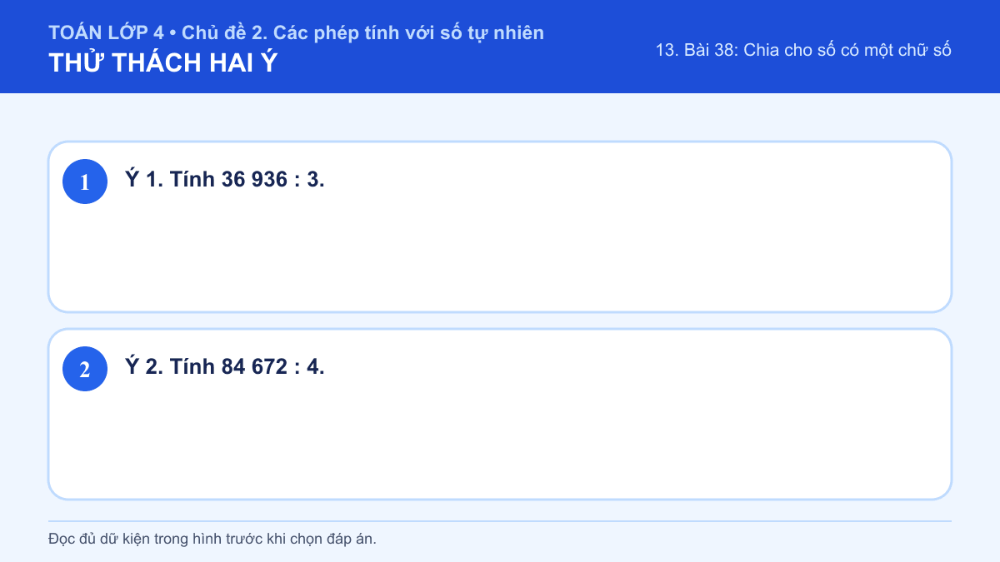 TOÁN LỚP 4 • Chủ đề 2. Các phép tính với số tự nhiên
THỬ THÁCH HAI Ý
13. Bài 38: Chia cho số có một chữ số
1
Ý 1. Tính 36 936 : 3.
2
Ý 2. Tính 84 672 : 4.
Đọc đủ dữ kiện trong hình trước khi chọn đáp án.